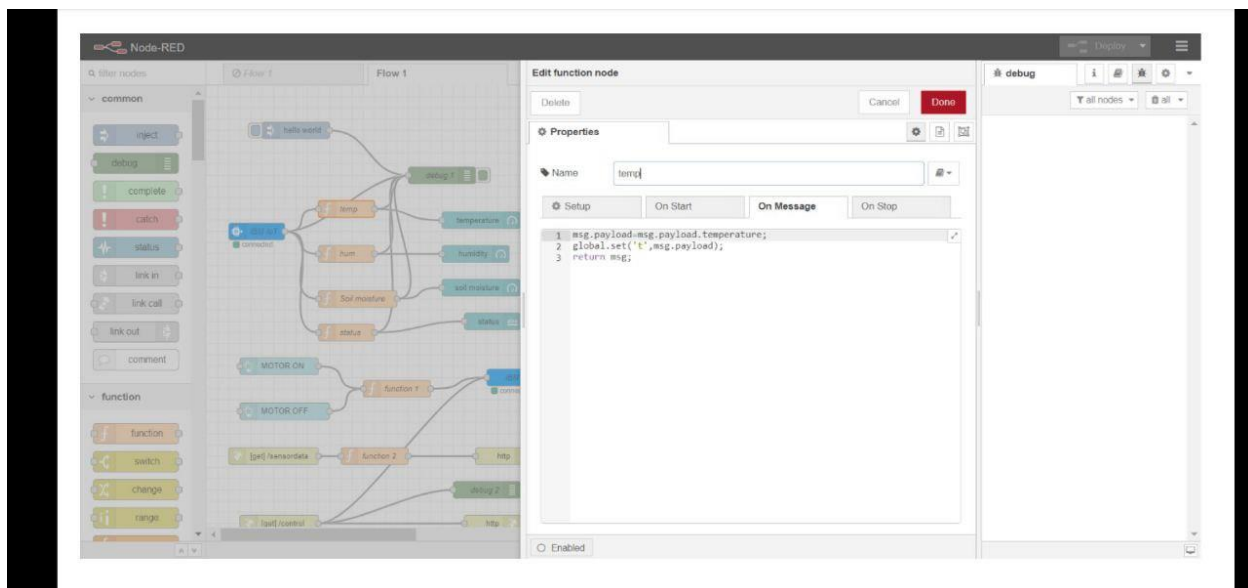 Node-RED
Deploy
filter nodes
Flow 1
Flow 1
Edit function node
debug
common
Delete
Cancel
Done
all nodes
all
inject
hello world
Properties
debug
debug 1
complete
Name
temp
catch
temp
temperature
Setup
On Start
On Message
On Stop
status
connected
hum
humidity
1 msg.payload=msg.payload.temperature;
2 global.set('t',msg.payload);
3 return msg;
link in
Soil moisture
soil moisture
link call
status
status
link out
comment
MOTOR ON
function 1
function
MOTOR OFF
function
[get] /sensordata
function 2
http
switch
change
debug 2
range
[get] /control
http
Enabled